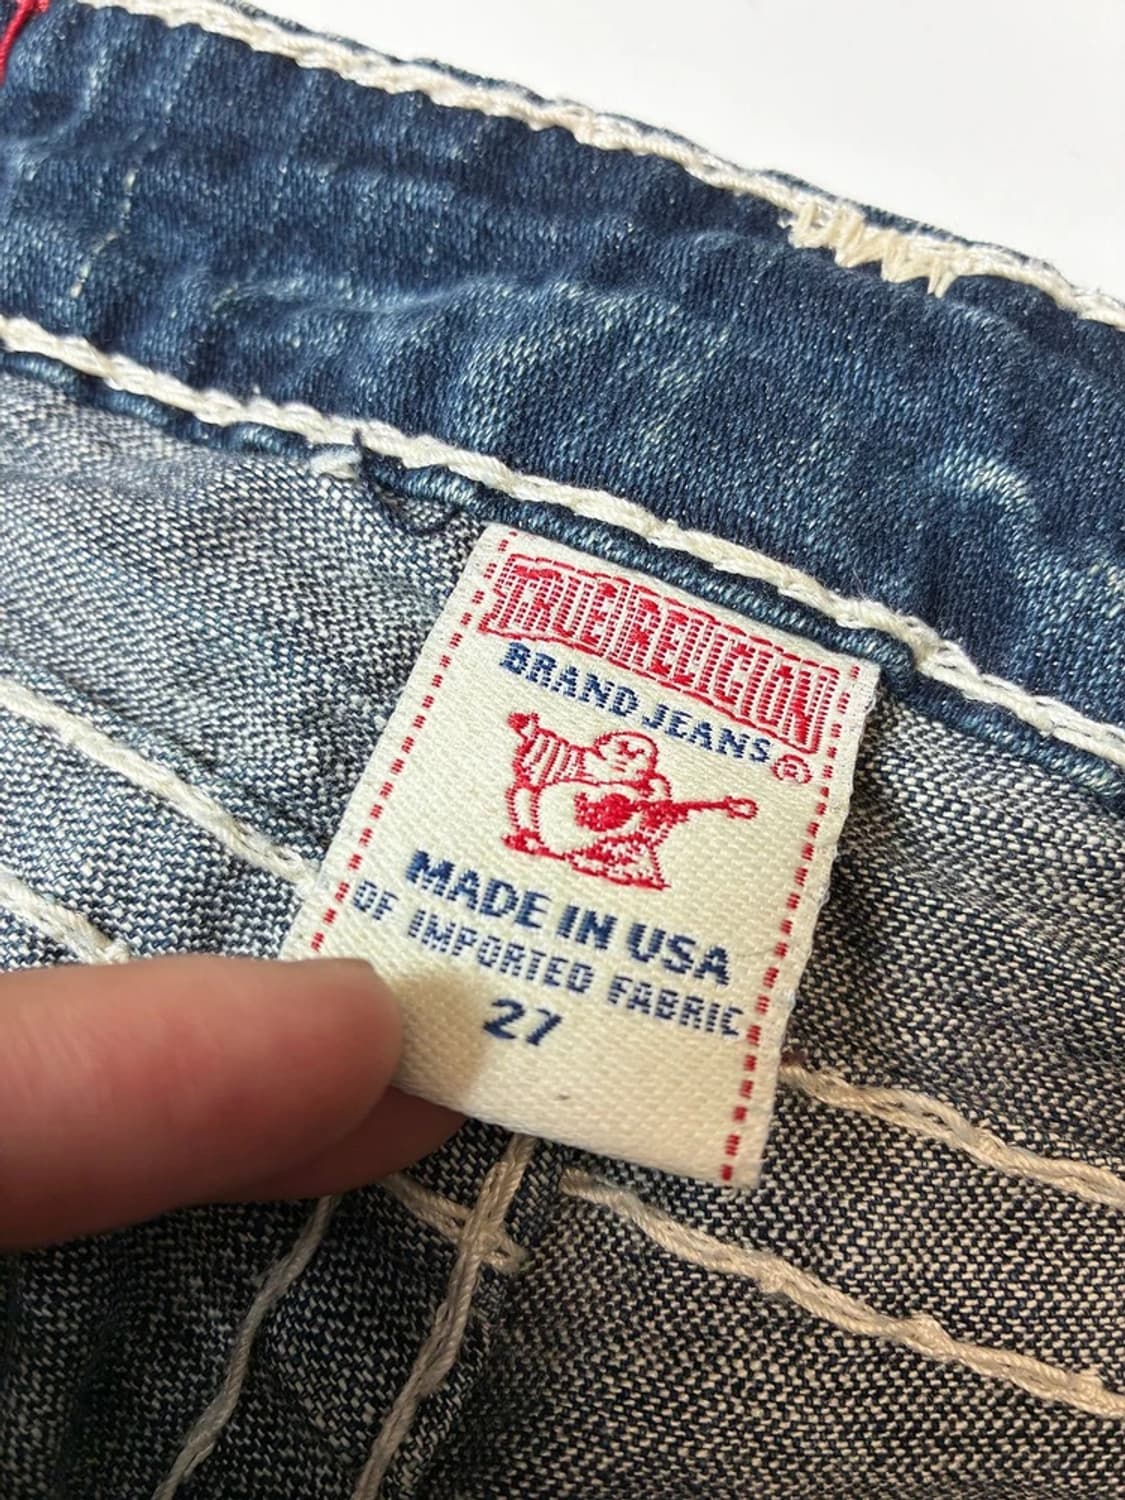 TRUE RELIGION
BRAND JEANS®
MADE IN USA
OF IMPORTED FABRIC
27